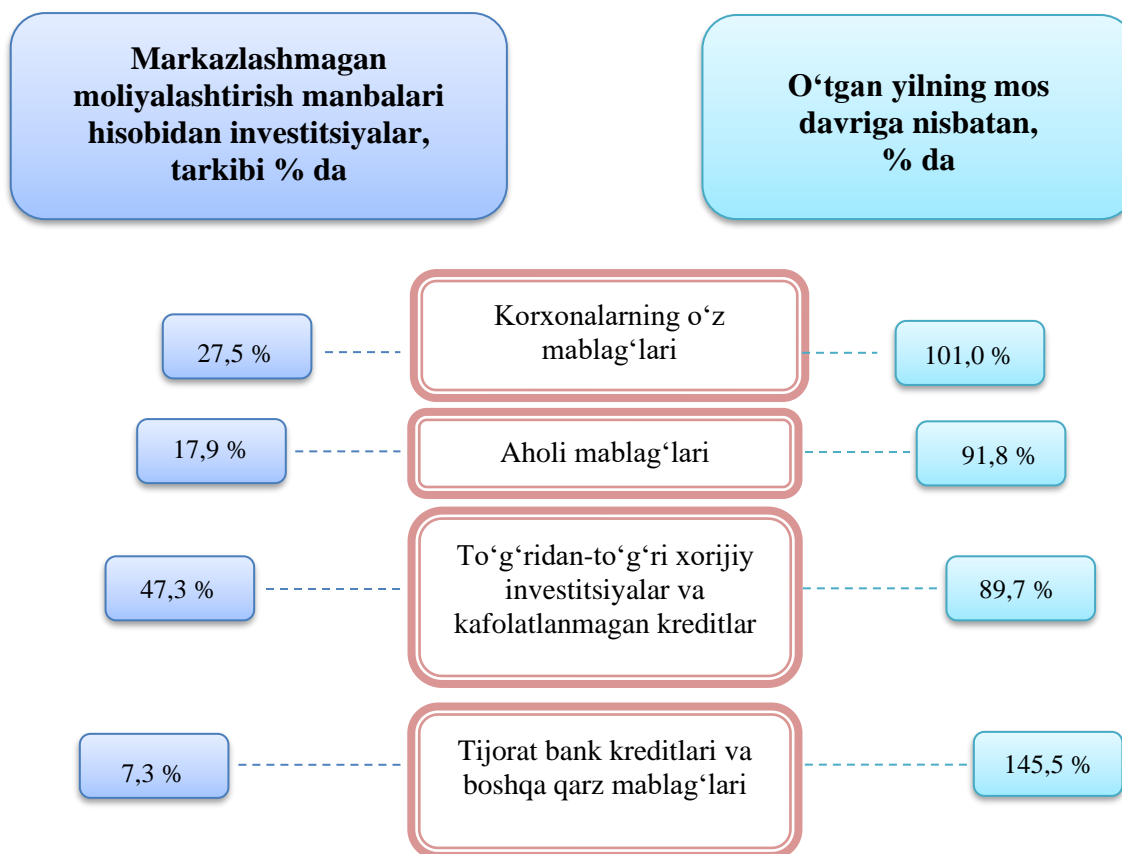 Markazlashmagan
moliyalashtirish manbalari
hisobidan investitsiyalar,
tarkibi % da
O‘tgan yilning mos
davriga nisbatan,
% da
27,5 %
Korxonalarning o‘z
mablag‘lari
101,0 %
17,9 %
Aholi mablag‘lari
91,8 %
47,3 %
To‘g‘ridan-to‘g‘ri xorijiy
investitsiyalar va
kafolatlanmagan kreditlar
89,7 %
7,3 %
Tijorat bank kreditlari va
boshqa qarz mablag‘lari
145,5 %